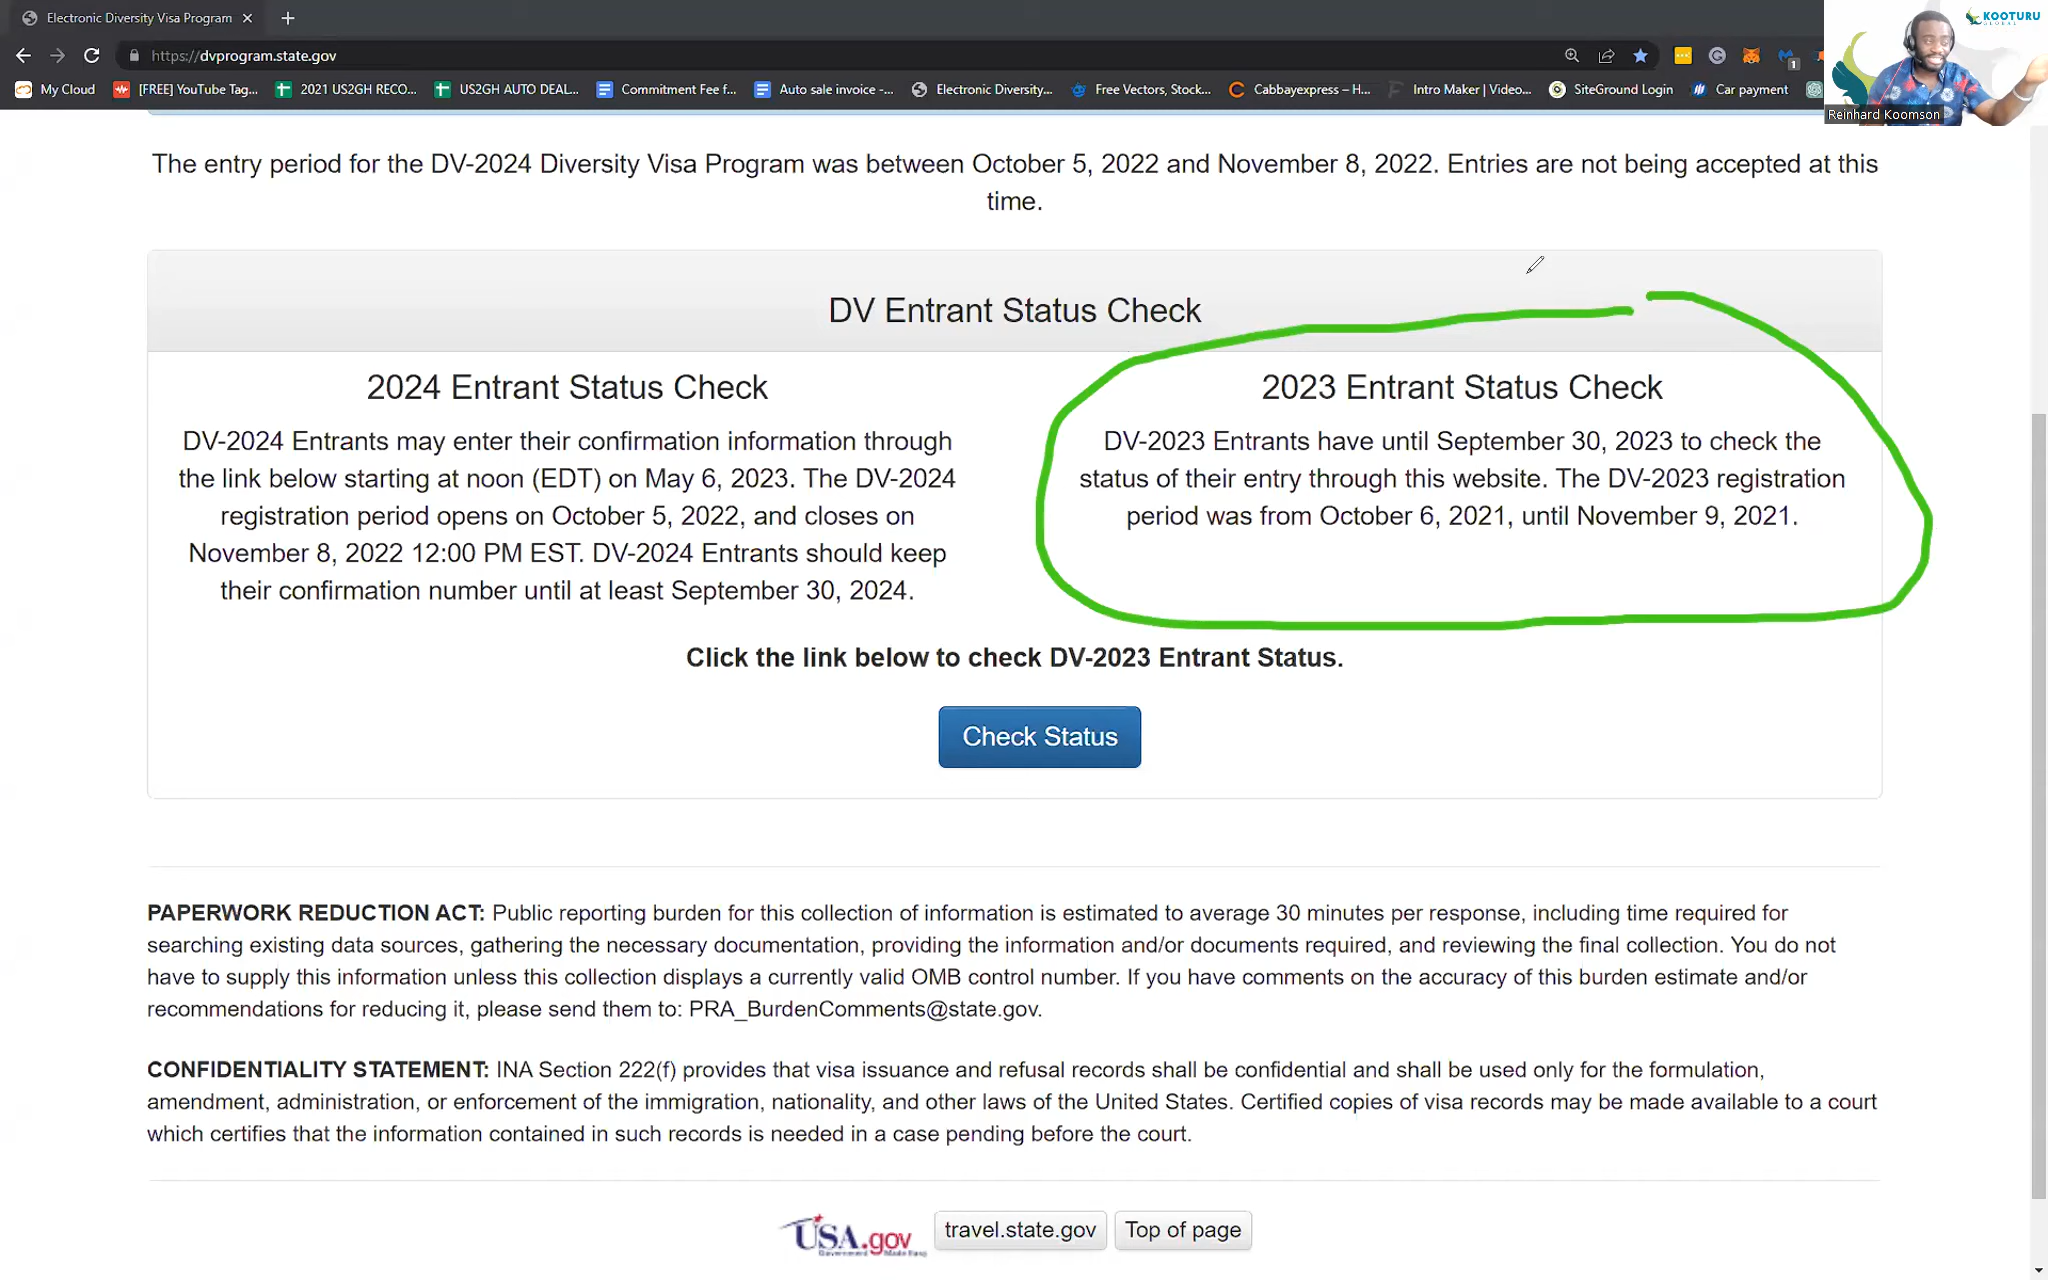 Electronic Diversity Visa Program
https://dvprogram.state.gov
KOOTURU
GLOBAL
1
My Cloud
[FREE] YouTube Tag...
2021 US2GH RECO...
US2GH AUTO DEAL...
Commitment Fee f...
Auto sale invoice -...
Electronic Diversity...
Free Vectors, Stock...
Cabbayexpress – H...
Intro Maker | Video...
SiteGround Login
Car payment
Reinhard Koomson
The entry period for the DV-2024 Diversity Visa Program was between October 5, 2022 and November 8, 2022. Entries are not being accepted at this
time.
DV Entrant Status Check
2024 Entrant Status Check
DV-2024 Entrants may enter their confirmation information through
the link below starting at noon (EDT) on May 6, 2023. The DV-2024
registration period opens on October 5, 2022, and closes on
November 8, 2022 12:00 PM EST. DV-2024 Entrants should keep
their confirmation number until at least September 30, 2024.
2023 Entrant Status Check
DV-2023 Entrants have until September 30, 2023 to check the
status of their entry through this website. The DV-2023 registration
period was from October 6, 2021, until November 9, 2021.
Click the link below to check DV-2023 Entrant Status.
Check Status
PAPERWORK REDUCTION ACT: Public reporting burden for this collection of information is estimated to average 30 minutes per response, including time required for
searching existing data sources, gathering the necessary documentation, providing the information and/or documents required, and reviewing the final collection. You do not
have to supply this information unless this collection displays a currently valid OMB control number. If you have comments on the accuracy of this burden estimate and/or
recommendations for reducing it, please send them to: PRA_BurdenComments@state.gov.
CONFIDENTIALITY STATEMENT: INA Section 222(f) provides that visa issuance and refusal records shall be confidential and shall be used only for the formulation,
amendment, administration, or enforcement of the immigration, nationality, and other laws of the United States. Certified copies of visa records may be made available to a court
which certifies that the information contained in such records is needed in a case pending before the court.
USA.gov
Government Made Easy
travel.state.gov
Top of page